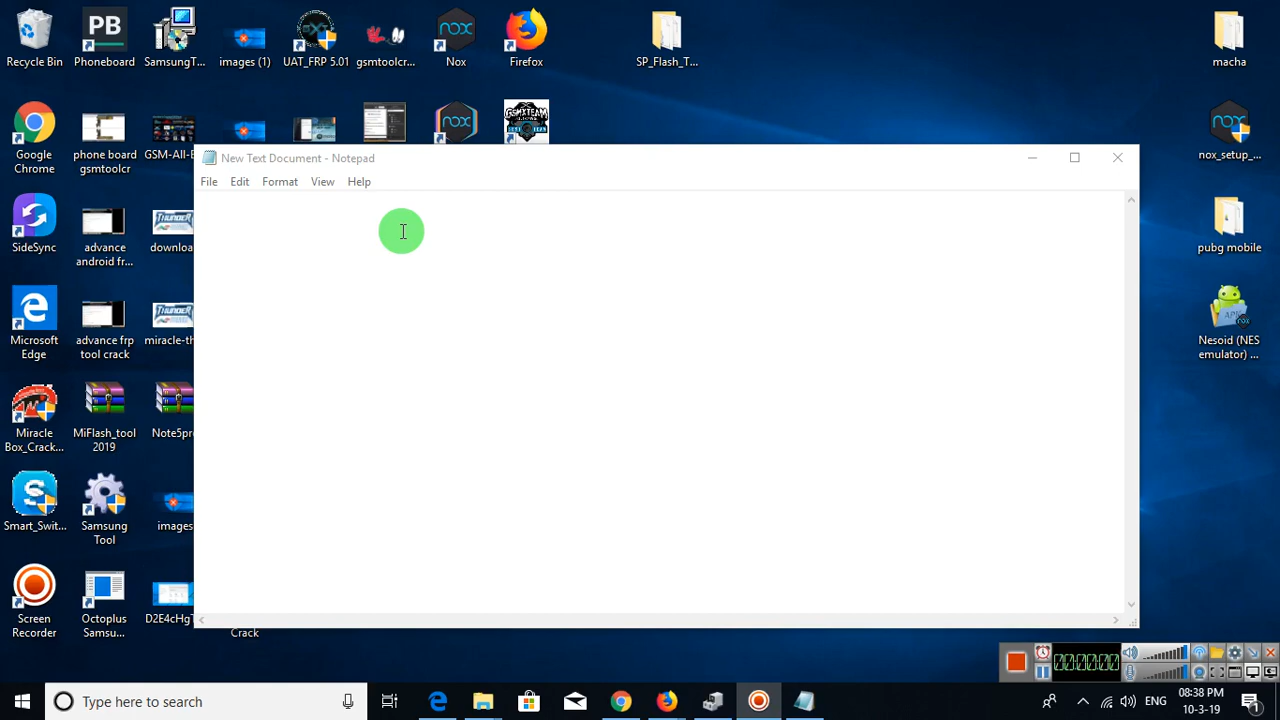 Recycle Bin
Phoneboard
SamsungT...
images (1)
UAT_FRP 5.01
gsmtoolcr...
Nox
Firefox
SP_Flash_T...
macha
Google Chrome
phone board gsmtoolcr
GSM-All-
nox_setup_...
New Text Document - Notepad
File Edit Format View Help
SideSync
advance android fr...
downloa
pubg mobile
Microsoft Edge
advance frp tool crack
miracle-th
Nesoid (NES emulator) ...
Miracle Box_Crack...
MiFlash_tool 2019
Note5pr
Smart_Swit...
Samsung Tool
images
Screen Recorder
Octoplus Samsu...
D2E4cHgT
Crack
Type here to search
ENG
08:38 PM
10-3-19